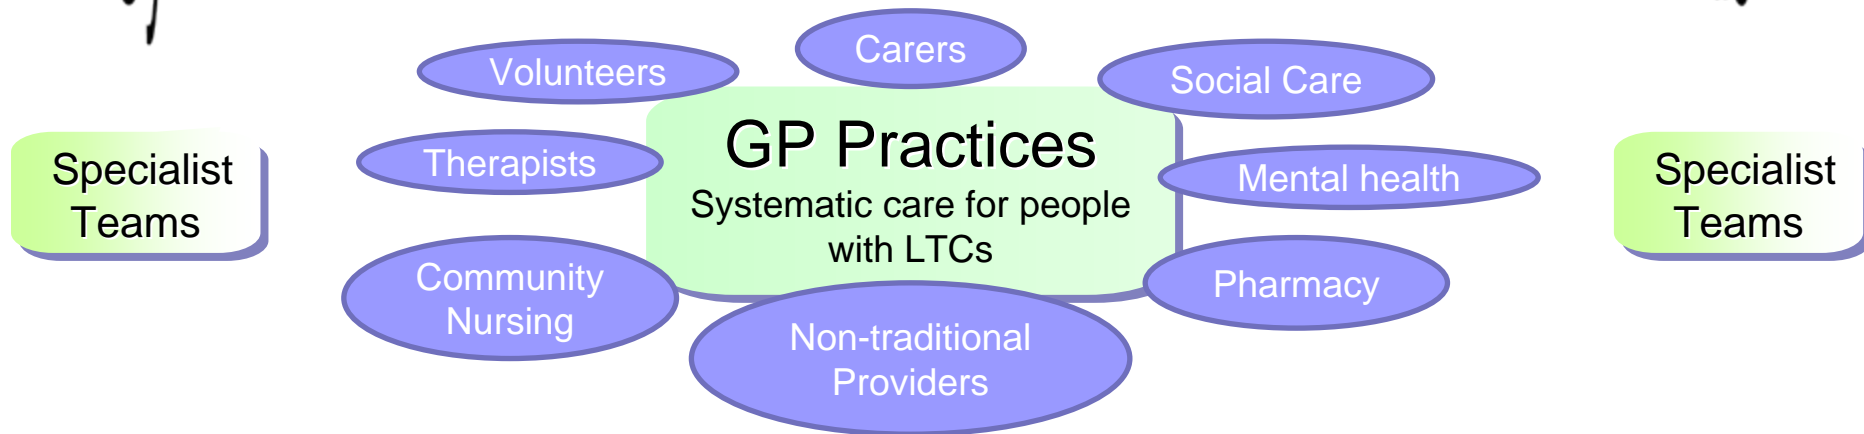 Carers
Volunteers
Social Care
GP Practices
Systematic care for people
with LTCs
Specialist
Teams
Therapists
Mental health
Specialist
Teams
Community
Nursing
Pharmacy
Non-traditional
Providers